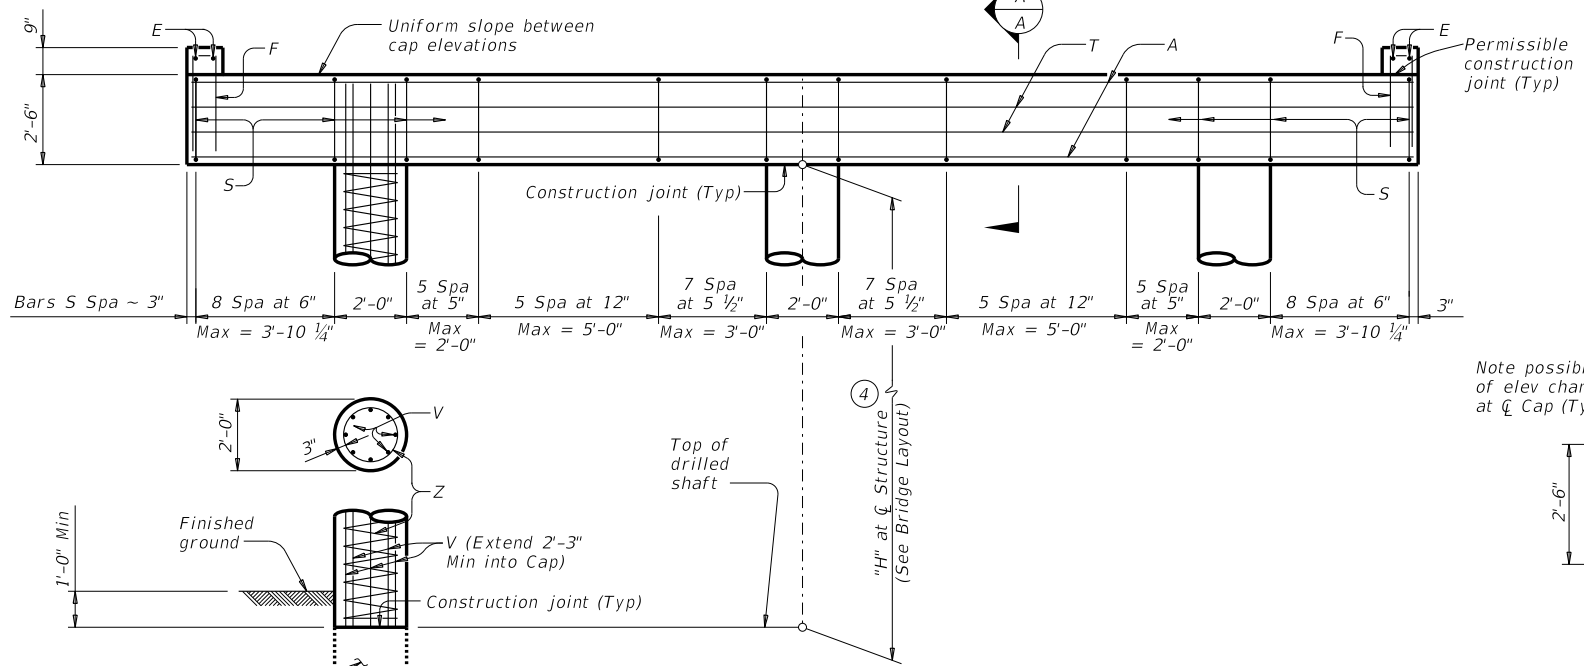 9"
E
F
Uniform slope between
cap elevations
A
T
A
F
E
Permissible
construction
joint (Typ)
2'-6"
S
Construction joint (Typ)
S
Bars S Spa ~ 3"
8 Spa at 6"
Max = 3'-10 ¼"
2'-0"
5 Spa
at 5"
Max
= 2'-0"
5 Spa at 12"
Max = 5'-0"
7 Spa
at 5 ½"
Max = 3'-0"
2'-0"
7 Spa
at 5 ½"
Max = 3'-0"
5 Spa at 12"
Max = 5'-0"
5 Spa
at 5"
Max
= 2'-0"
2'-0"
8 Spa at 6"
Max = 3'-10 ¼"
3"
2'-0"
3"
V
Z
4
"H" at ℄ Structure
(See Bridge Layout)
Top of
drilled
shaft
Note
of elev
at ℄ Cap
2'-6"
1'-0" Min
Finished
ground
V (Extend 2'-3"
Min into Cap)
Construction joint (Typ)